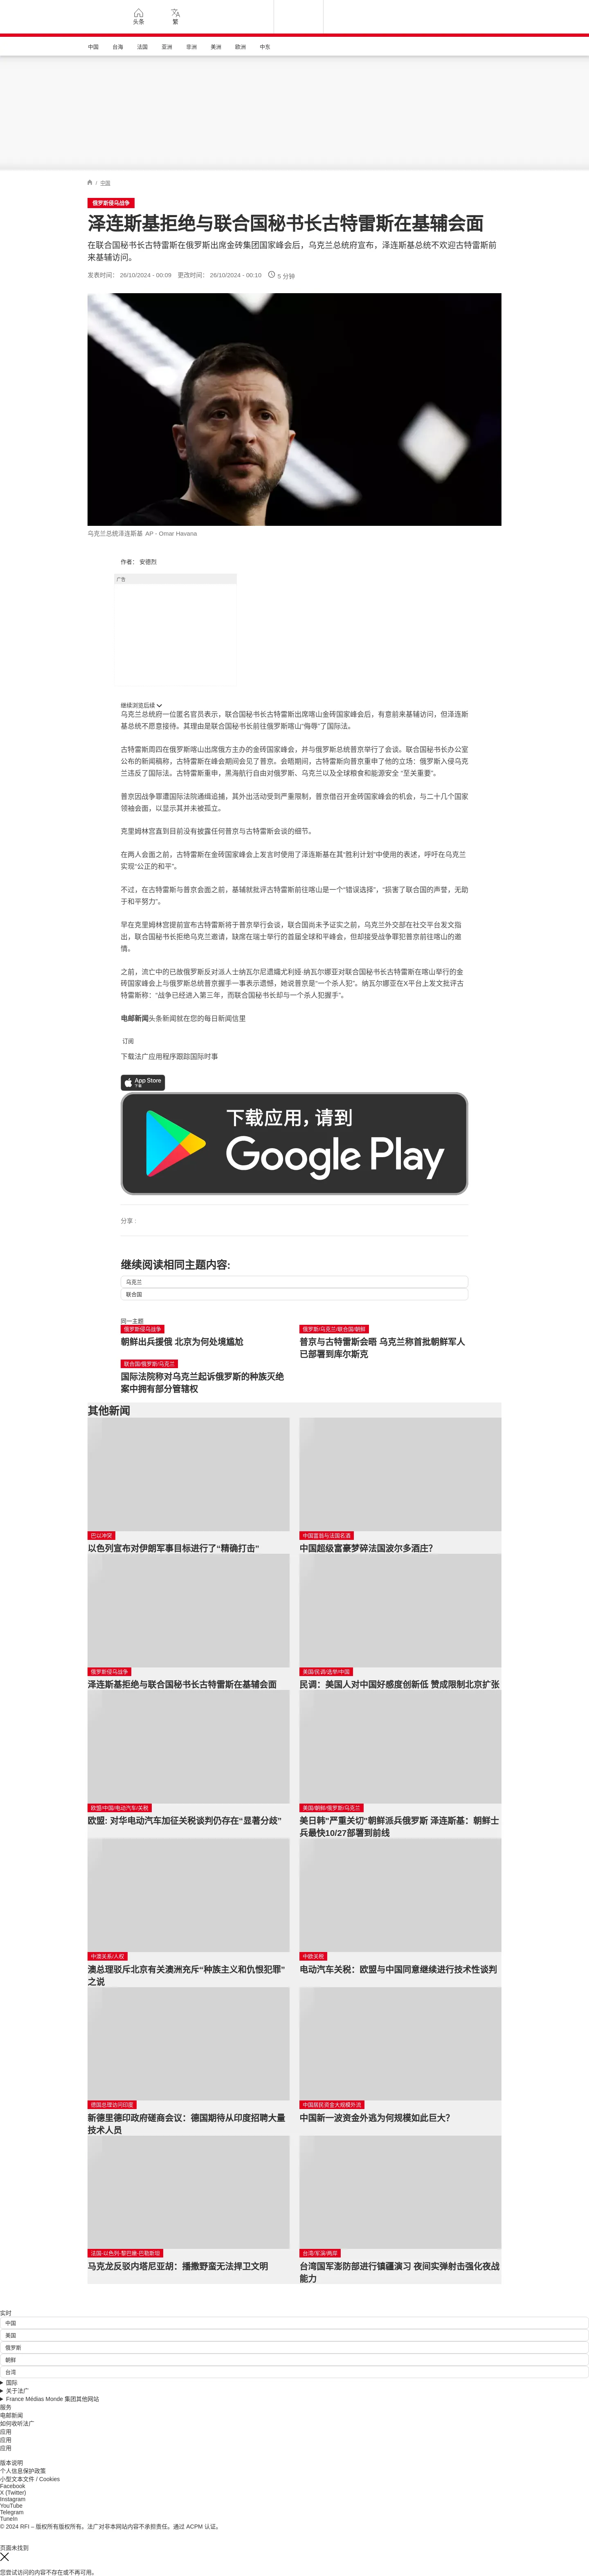 头条
繁
中国
台海
法国
亚洲
非洲
美洲
欧洲
中东
/ 中国
俄罗斯侵乌战争
泽连斯基拒绝与联合国秘书长古特雷斯在基辅会面
在联合国秘书长古特雷斯在俄罗斯出席金砖集团国家峰会后，乌克兰总统府宣布，泽连斯基总统不欢迎古特雷斯前
来基辅访问。
发表时间： 26/10/2024 - 00:09 更改时间： 26/10/2024 - 00:10 5 分钟
乌克兰总统泽连斯基 AP - Omar Havana
作者： 安德烈
广告
继续浏览后续
乌克兰总统府一位匿名官员表示，联合国秘书长古特雷斯出席喀山金砖国家峰会后，有意前来基辅访问，但泽连斯
基总统不愿意接待。其理由是联合国秘书长前往俄罗斯喀山“侮辱”了国际法。
古特雷斯周四在俄罗斯喀山出席俄方主办的金砖国家峰会，并与俄罗斯总统普京举行了会谈。联合国秘书长办公室
公布的新闻稿称，古特雷斯在峰会期间会见了普京。会晤期间，古特雷斯向普京重申了他的立场：俄罗斯入侵乌克
兰违反了国际法。古特雷斯重申，黑海航行自由对俄罗斯、乌克兰以及全球粮食和能源安全 “至关重要”。
普京因战争罪遭国际法院通缉追捕，其外出活动受到严重限制，普京借召开金砖国家峰会的机会，与二十几个国家
领袖会面，以显示其并未被孤立。
克里姆林宫直到目前没有披露任何普京与古特雷斯会谈的细节。
在两人会面之前，古特雷斯在金砖国家峰会上发言时使用了泽连斯基在其“胜利计划”中使用的表述，呼吁在乌克兰
实现“公正的和平”。
不过，在古特雷斯与普京会面之前，基辅就批评古特雷斯前往喀山是一个“错误选择”，“损害了联合国的声誉，无助
于和平努力”。
早在克里姆林宫提前宣布古特雷斯将于普京举行会谈，联合国尚未予证实之前，乌克兰外交部在社交平台发文指
出，联合国秘书长拒绝乌克兰邀请，缺席在瑞士举行的首届全球和平峰会，但却接受战争罪犯普京前往喀山的邀
情。
之前，流亡中的已故俄罗斯反对派人士纳瓦尔尼遗孀尤利娅·纳瓦尔娜亚对联合国秘书长古特雷斯在喀山举行的金
砖国家峰会上与俄罗斯总统普京握手一事表示遗憾，她说普京是“一个杀人犯”。纳瓦尔娜亚在X平台上发文批评古
特雷斯称：“战争已经进入第三年，而联合国秘书长却与一个杀人犯握手”。
电邮新闻头条新闻就在您的每日新闻信里
订阅
下载法广应用程序跟踪国际时事
App Store
下载
下载应用，请到
Google Play
分享 :
继续阅读相同主题内容:
乌克兰
联合国
同一主题
俄罗斯侵乌战争
朝鲜出兵援俄 北京为何处境尴尬
俄罗斯/乌克兰/联合国/朝鲜
普京与古特雷斯会晤 乌克兰称首批朝鲜军人
已部署到库尔斯克
联合国/俄罗斯/乌克兰
国际法院称对乌克兰起诉俄罗斯的种族灭绝
案中拥有部分管辖权
其他新闻
巴以冲突
以色列宣布对伊朗军事目标进行了“精确打击”
中国富翁与法国名酒
中国超级富豪梦碎法国波尔多酒庄？
俄罗斯侵乌战争
泽连斯基拒绝与联合国秘书长古特雷斯在基辅会面
美国/民调/选举/中国
民调：美国人对中国好感度创新低 赞成限制北京扩张
欧盟/中国/电动汽车/关税
欧盟: 对华电动汽车加征关税谈判仍存在“显著分歧”
美国/朝鲜/俄罗斯/乌克兰
美日韩"严重关切"朝鲜派兵俄罗斯 泽连斯基：朝鲜士
兵最快10/27部署到前线
中澳关系/人权
澳总理驳斥北京有关澳洲充斥“种族主义和仇恨犯罪”
之说
中欧关税
电动汽车关税：欧盟与中国同意继续进行技术性谈判
德国总理访问印度
新德里德印政府磋商会议：德国期待从印度招聘大量
技术人员
中国居民资金大规模外流
中国新一波资金外逃为何规模如此巨大？
法国-以色列-黎巴嫩-巴勒斯坦
马克龙反驳内塔尼亚胡：播撒野蛮无法捍卫文明
台湾/军演/两岸
台湾国军澎防部进行镇疆演习 夜间实弹射击强化夜战
能力
实时
中国
美国
俄罗斯
朝鲜
台湾
国际
关于法广
France Médias Monde 集团其他网站
服务
电邮新闻
如何收听法广
应用
应用
应用
版本说明
个人信息保护政策
小型文本文件 / Cookies
Facebook
X (Twitter)
Instagram
YouTube
Telegram
TuneIn
© 2024 RFI – 版权所有版权所有。法广对非本网站内容不承担责任。通过 ACPM 认证。
页面未找到
您尝试访问的内容不存在或不再可用。